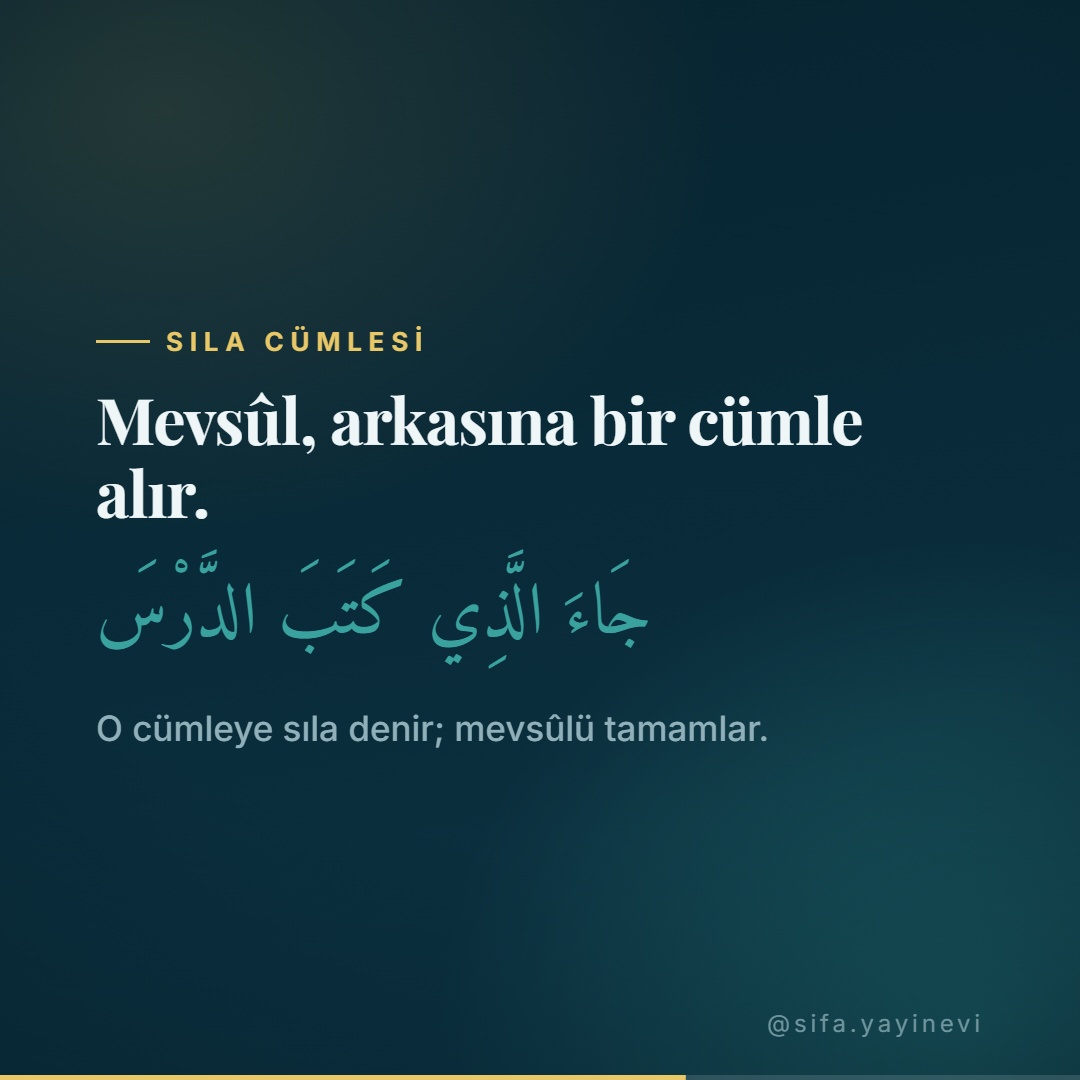 SILA CÜMLESİ
Mevsûl, arkasına bir cümle
alır.
جَاءَ الَّذِي كَتَبَ الدَّرْسَ
O cümleye sıla denir; mevsûlü tamamlar.
@sifa.yayinevi